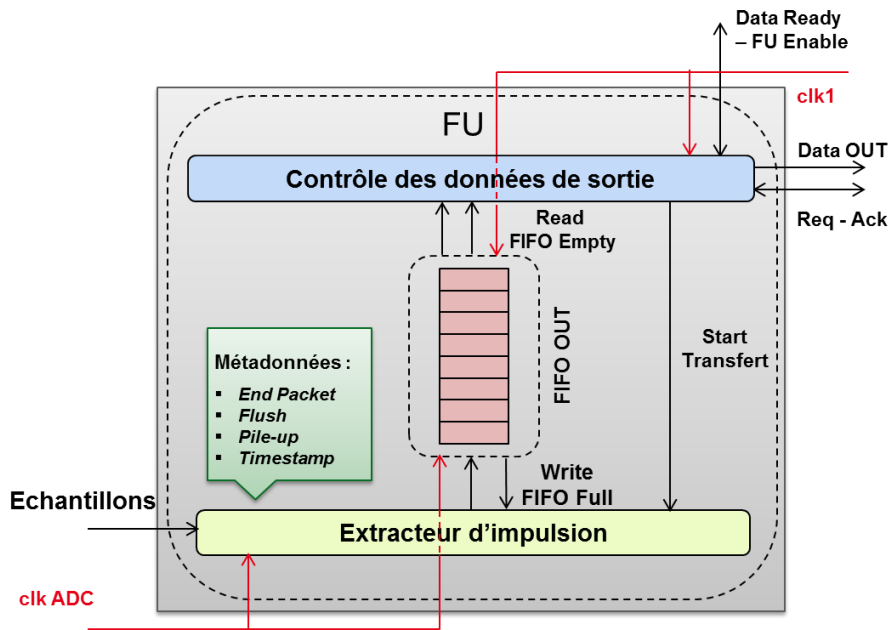 Data Ready
– FU Enable
clk1
FU
Contrôle des données de sortie
Data OUT
Req - Ack
Read
FIFO Empty
FIFO OUT
Start
Transfert
Métadonnées :
▪ End Packet
▪ Flush
▪ Pile-up
▪ Timestamp
Write
FIFO Full
Echantillons
Extracteur d’impulsion
clk ADC